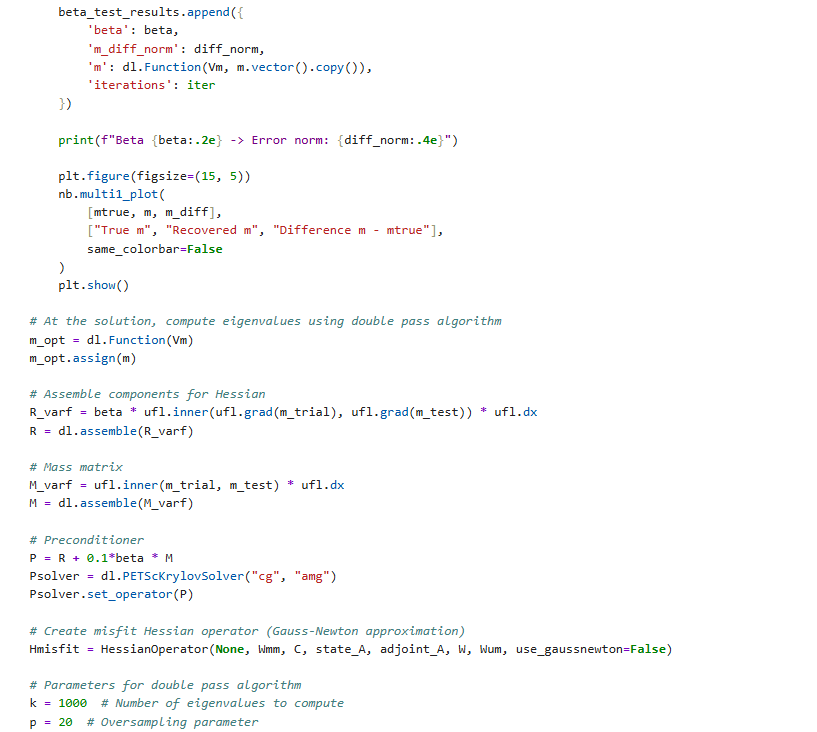 beta_test_results.append({
        'beta': beta,
        'm_diff_norm': diff_norm,
        'm': dl.Function(Vm, m.vector().copy()),
        'iterations': iter
    })

    print(f"Beta {beta:.2e} -> Error norm: {diff_norm:.4e}")

    plt.figure(figsize=(15, 5))
    nb.multi1_plot(
        [mtrue, m, m_diff],
        ["True m", "Recovered m", "Difference m - mtrue"],
        same_colorbar=False
    )
    plt.show()

# At the solution, compute eigenvalues using double pass algorithm
m_opt = dl.Function(Vm)
m_opt.assign(m)

# Assemble components for Hessian
R_varf = beta * ufl.inner(ufl.grad(m_trial), ufl.grad(m_test)) * ufl.dx
R = dl.assemble(R_varf)

# Mass matrix
M_varf = ufl.inner(m_trial, m_test) * ufl.dx
M = dl.assemble(M_varf)

# Preconditioner
P = R + 0.1*beta * M
Psolver = dl.PETScKrylovSolver("cg", "amg")
Psolver.set_operator(P)

# Create misfit Hessian operator (Gauss-Newton approximation)
Hmisfit = HessianOperator(None, Wmm, C, state_A, adjoint_A, W, Wum, use_gaussnewton=False)

# Parameters for double pass algorithm
k = 1000  # Number of eigenvalues to compute
p = 20  # Oversampling parameter